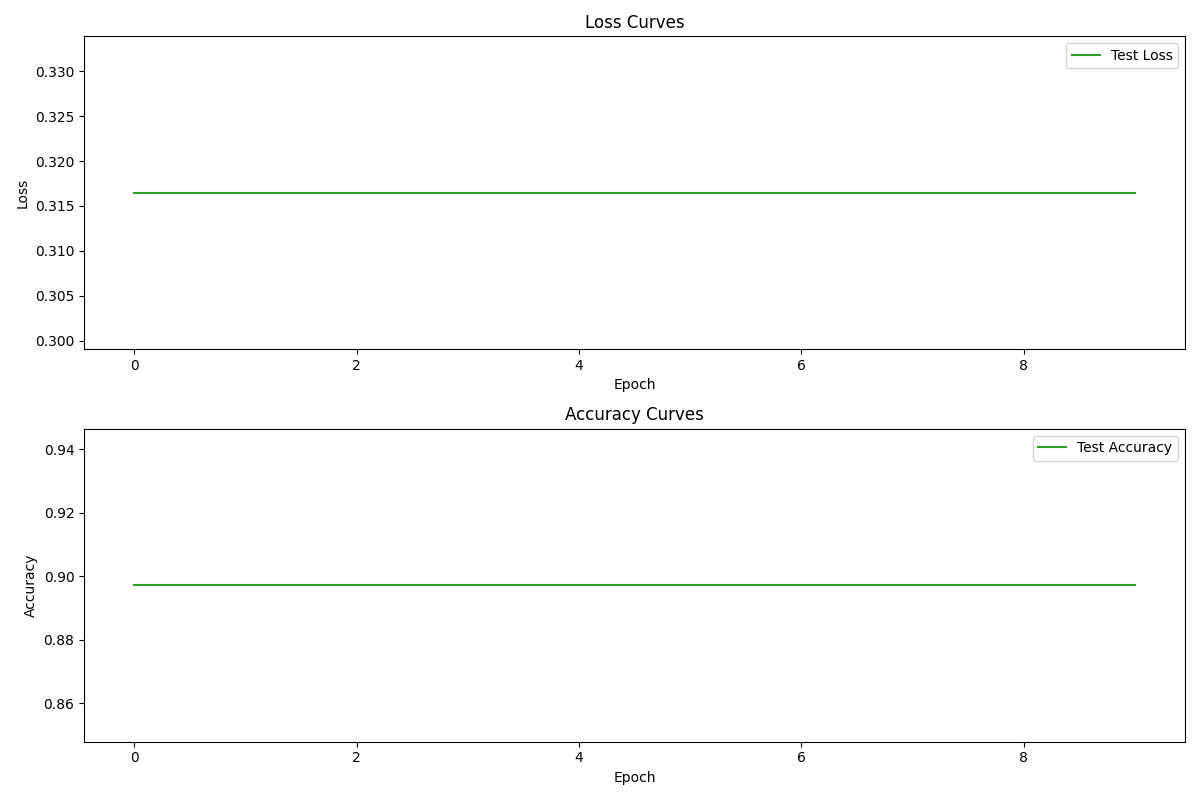 Loss Curves
Test Loss
0.330
0.325
0.320
0.315
0.310
0.305
0.300
Loss
0 2 4 6 8
Epoch
Accuracy Curves
Test Accuracy
0.94
0.92
0.90
0.88
0.86
Accuracy
0 2 4 6 8
Epoch